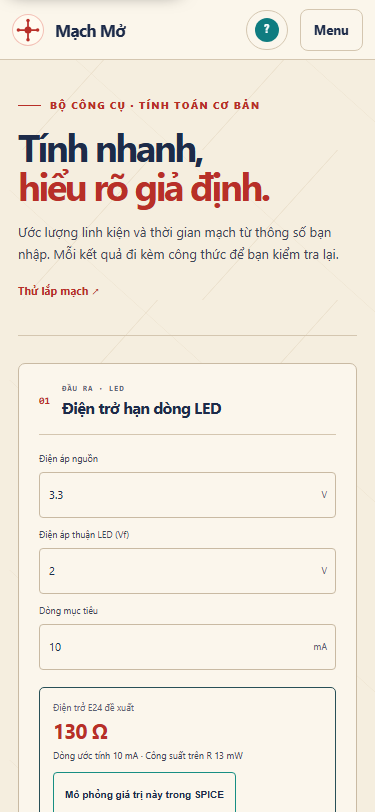 Mạch Mở
?
Menu
BỘ CÔNG CỤ · TÍNH TOÁN CƠ BẢN
Tính nhanh,
hiểu rõ giả định.
Ước lượng linh kiện và thời gian mạch từ thông số bạn
nhập. Mỗi kết quả đi kèm công thức để bạn kiểm tra lại.
Thử lắp mạch ↗
ĐẦU RA · LED
01 Điện trở hạn dòng LED
Điện áp nguồn
3.3 V
Điện áp thuận LED (Vf)
2 V
Dòng mục tiêu
10 mA
Điện trở E24 đề xuất
130 Ω
Dòng ước tính 10 mA · Công suất trên R 13 mW
Mô phỏng giá trị này trong SPICE